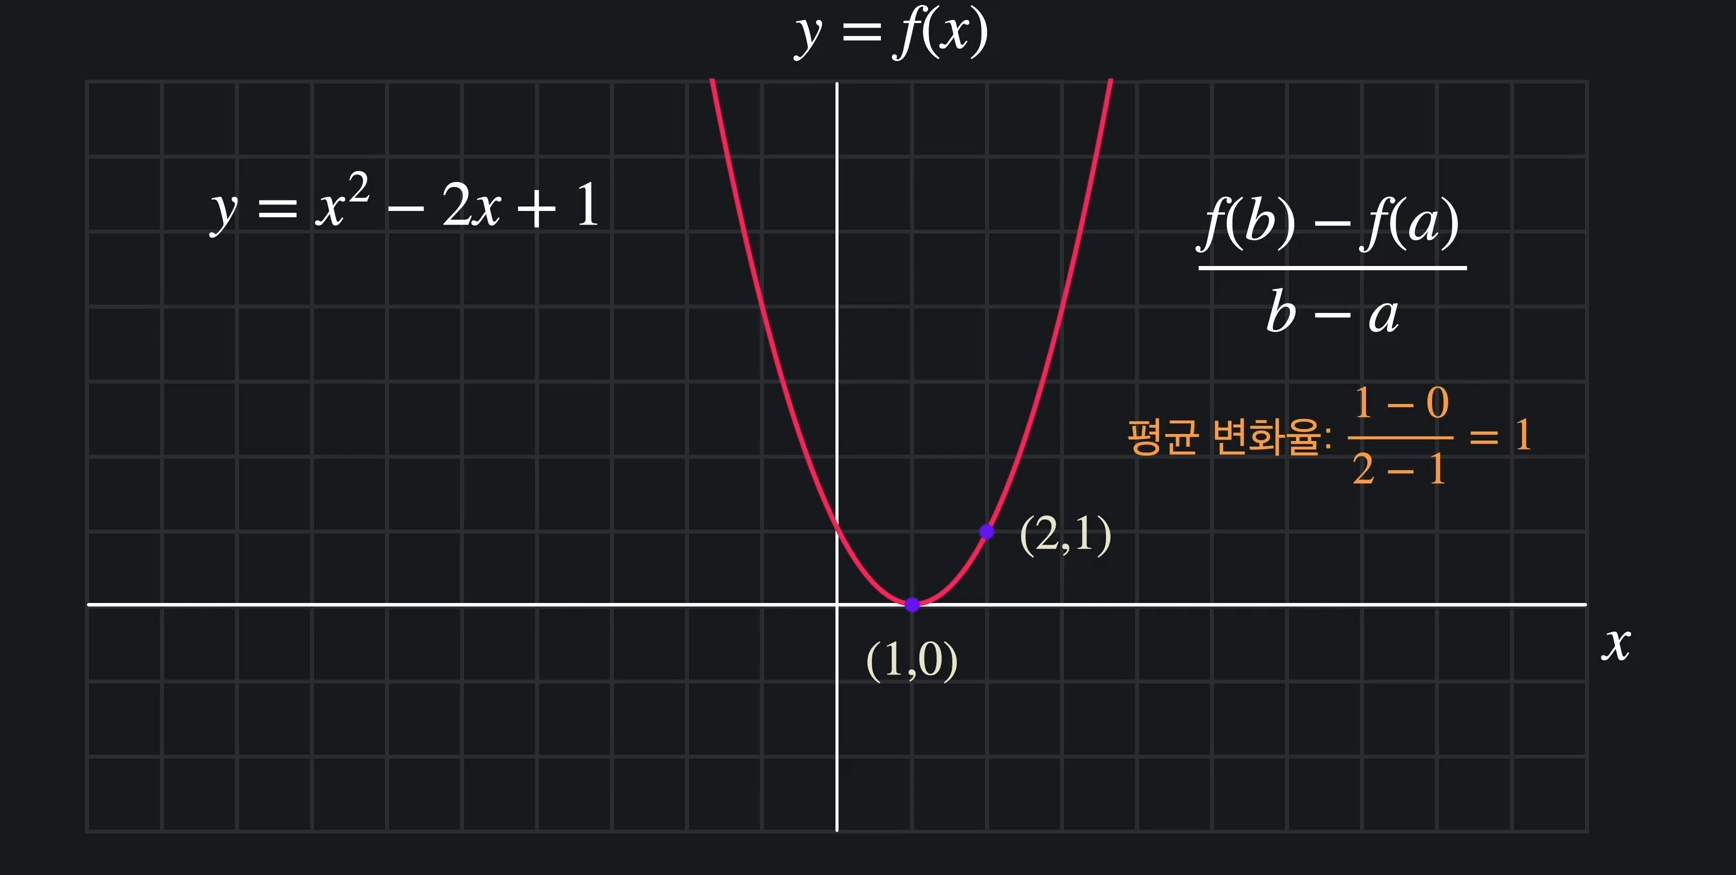 y = f(x)
y = x² − 2x + 1
f(b) − f(a)
b − a
평균 변화율: 1 − 0 / 2 − 1 = 1
(2,1)
(1,0)
x